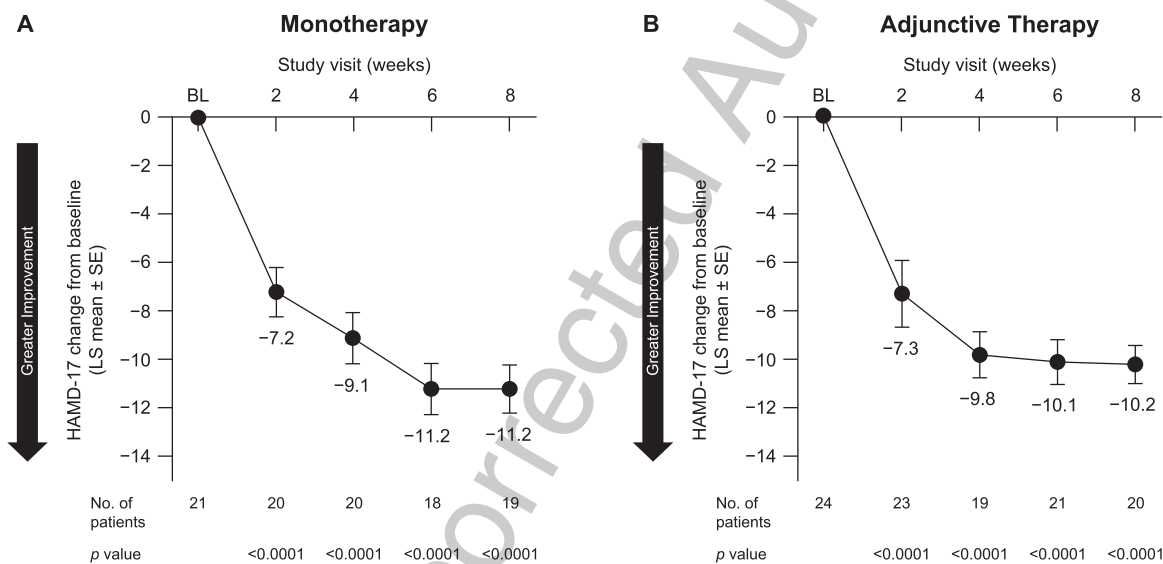 A
Monotherapy
Study visit (weeks)
BL 2 4 6 8
0
−2
−4
−6
−8
−10
−12
−14
Greater Improvement
HAMD-17 change from baseline
(LS mean ± SE)
−7.2
−9.1
−11.2
−11.2
No. of
patients
21 20 20 18 19
p value
<0.0001 <0.0001 <0.0001 <0.0001
B
Adjunctive Therapy
Study visit (weeks)
BL 2 4 6 8
0
−2
−4
−6
−8
−10
−12
−14
Greater Improvement
HAMD-17 change from baseline
(LS mean ± SE)
−7.3
−9.8
−10.1
−10.2
No. of
patients
24 23 19 21 20
p value
<0.0001 <0.0001 <0.0001 <0.0001
orrected Au